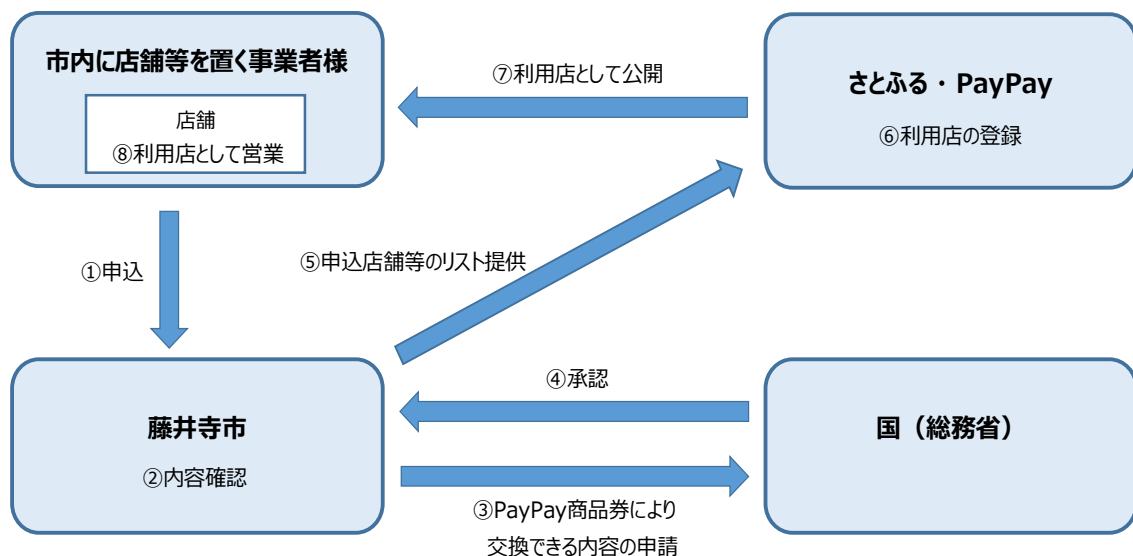 市内に店舗等を置く事業者様
店舗
⑧利用店として営業
⑦利用店として公開
さとふる ・ PayPay
⑥利用店の登録
①申込
⑤申込店舗等のリスト提供
藤井寺市
②内容確認
④承認
国（総務省）
③PayPay商品券により
交換できる内容の申請